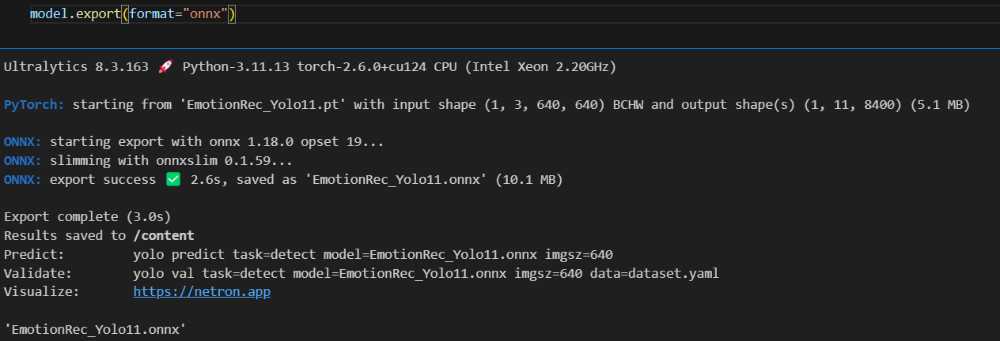 model.export(format="onnx")
Ultralytics 8.3.163 🚀 Python-3.11.13 torch-2.6.0+cu124 CPU (Intel Xeon 2.20GHz)
PyTorch: starting from 'EmotionRec_Yolo11.pt' with input shape (1, 3, 640, 640) BCHW and output shape(s) (1, 11, 8400) (5.1 MB)
ONNX: starting export with onnx 1.18.0 opset 19...
ONNX: slimming with onnxslim 0.1.59...
ONNX: export success ✅ 2.6s, saved as 'EmotionRec_Yolo11.onnx' (10.1 MB)
Export complete (3.0s)
Results saved to /content
Predict: yolo predict task=detect model=EmotionRec_Yolo11.onnx imgsz=640
Validate: yolo val task=detect model=EmotionRec_Yolo11.onnx imgsz=640 data=dataset.yaml
Visualize: https://netron.app
'EmotionRec_Yolo11.onnx'